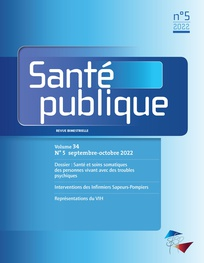 n°5
2022
Santé
publique
REVUE BIMESTRIELLE
Volume 34
N° 5 septembre-octobre 2022
Dossier : Santé et soins somatiques
des personnes vivant avec des troubles
psychiques
Interventions des Infirmiers Sapeurs-Pompiers
Représentations du VIH